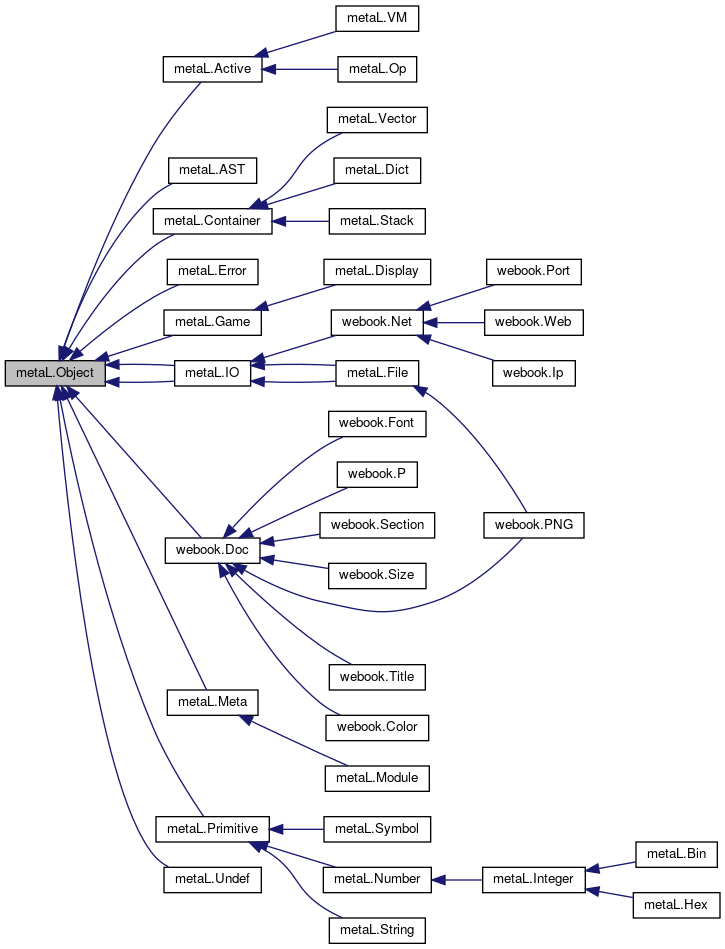 metaL.VM
metaL.Active
metaL.Op
metaL.Vector
metaL.AST
metaL.Dict
metaL.Container
metaL.Stack
metaL.Error
metaL.Display
webook.Port
metaL.Game
webook.Net
webook.Web
metaL.Object
metaL.IO
metaL.File
webook.Ip
webook.Font
webook.P
webook.Section
webook.PNG
webook.Doc
webook.Size
webook.Title
metaL.Meta
webook.Color
metaL.Module
metaL.Primitive
metaL.Symbol
metaL.Bin
metaL.Undef
metaL.Number
metaL.Integer
metaL.Hex
metaL.String